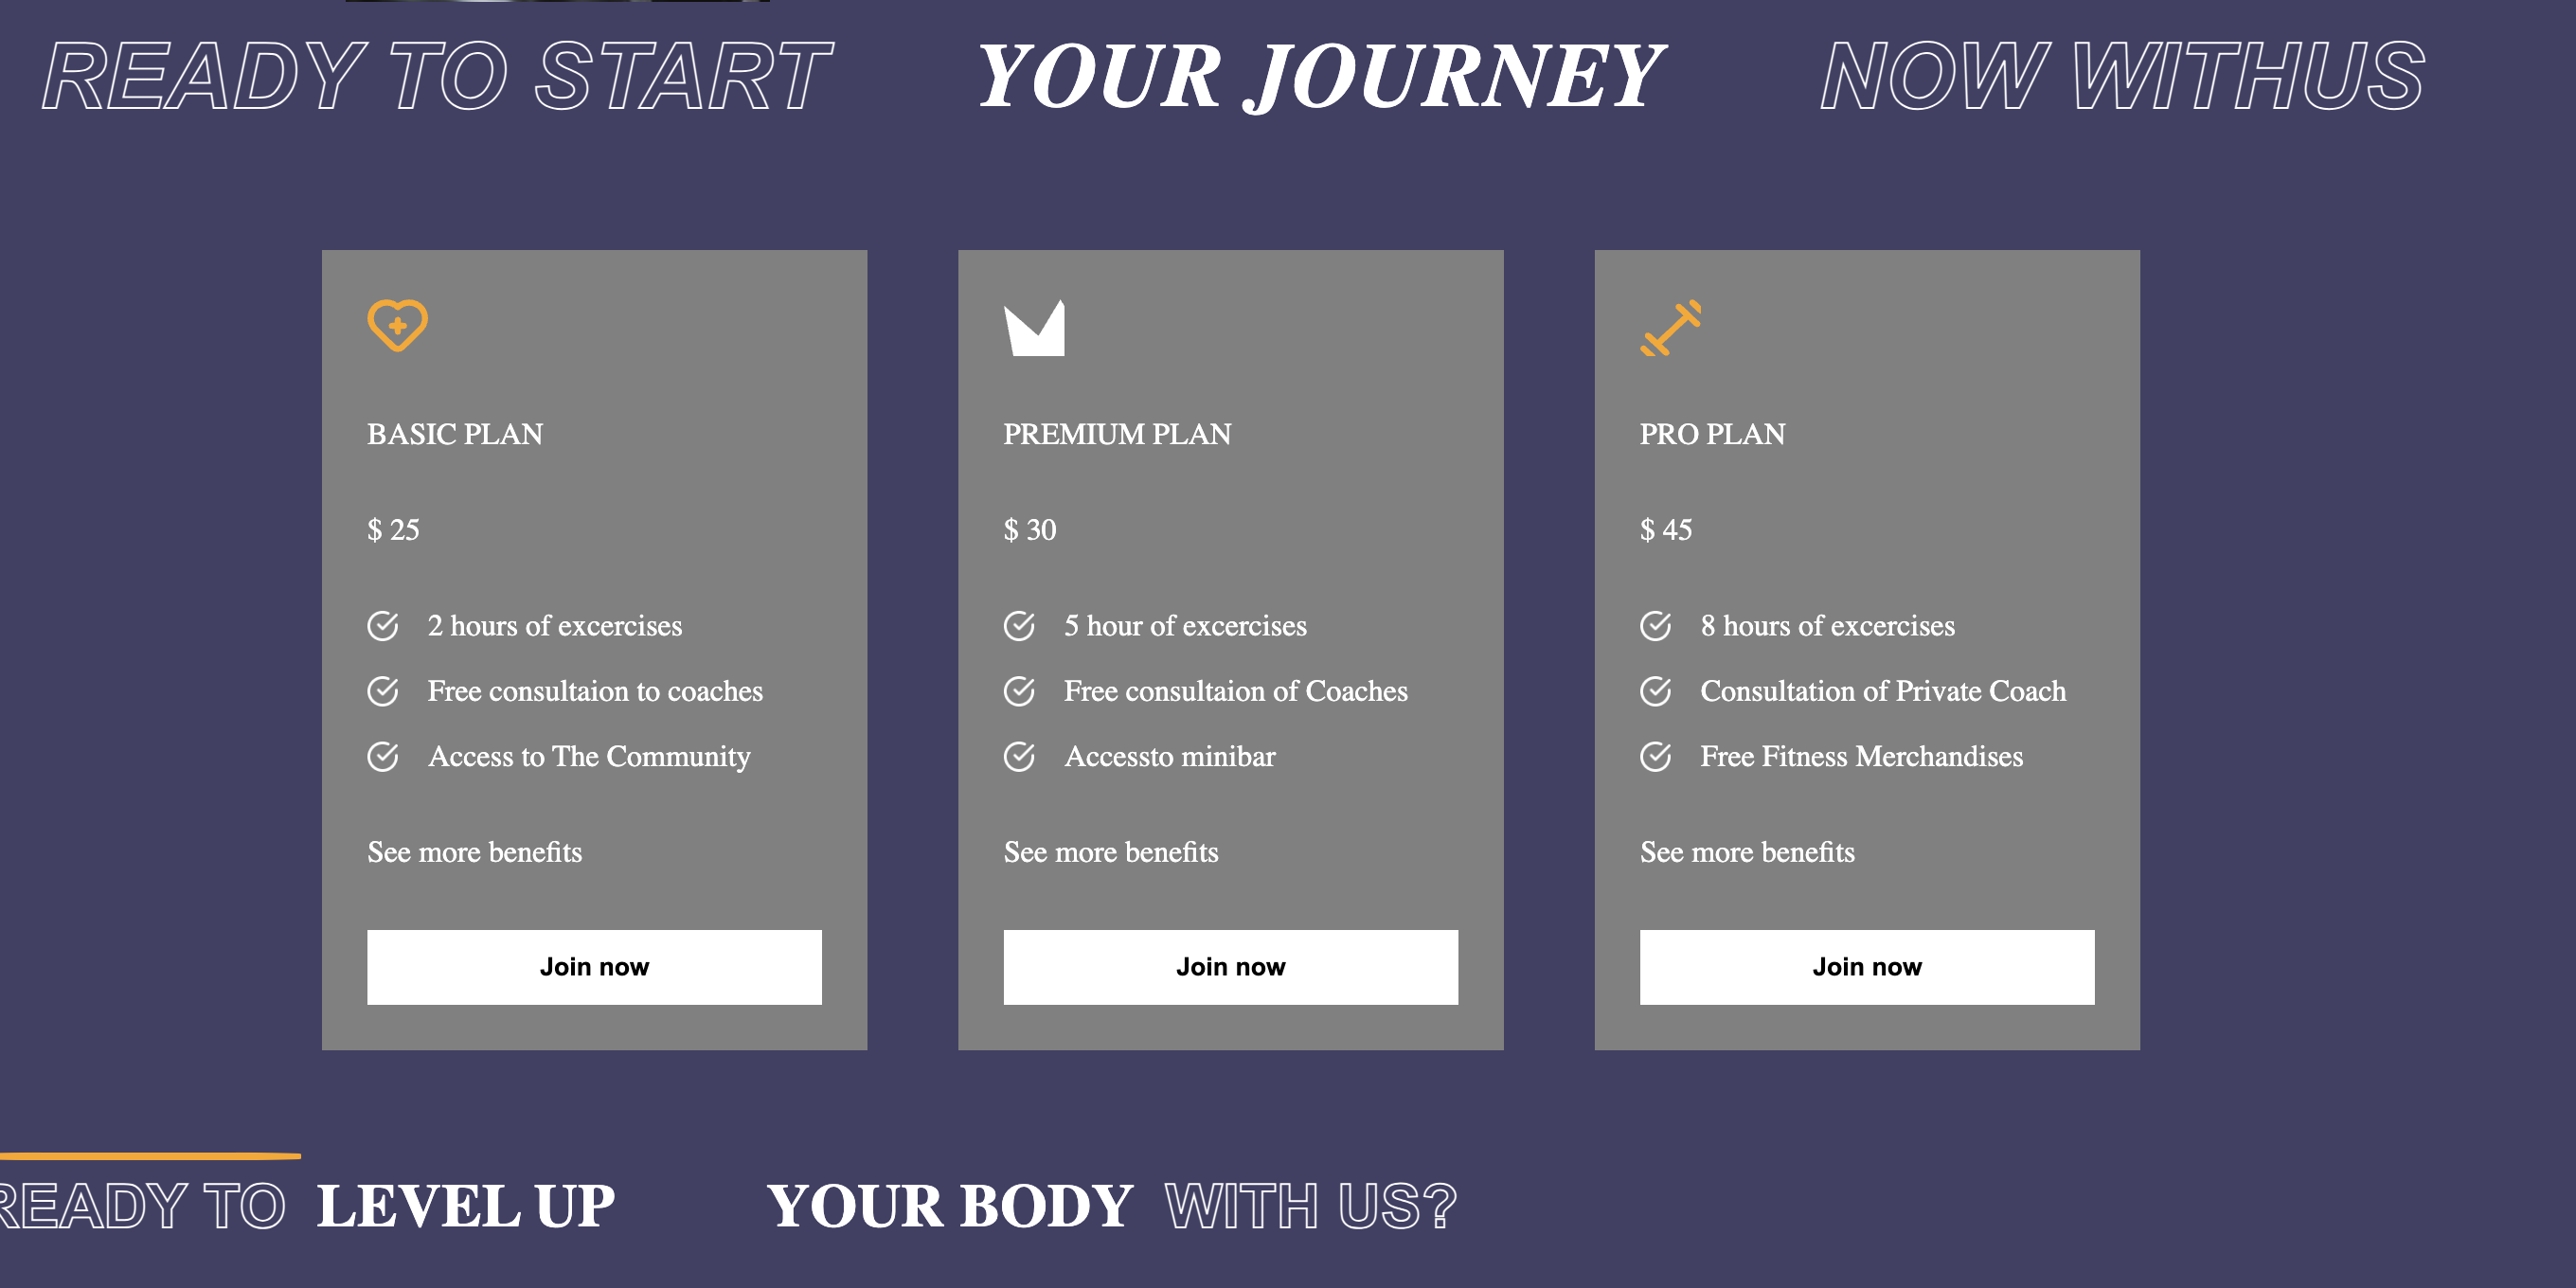 READY TO START YOUR JOURNEY NOW WITHUS
BASIC PLAN
$ 25
2 hours of excercises
Free consultaion to coaches
Access to The Community
See more benefits
Join now
PREMIUM PLAN
$ 30
5 hour of excercises
Free consultaion of Coaches
Accessto minibar
See more benefits
Join now
PRO PLAN
$ 45
8 hours of excercises
Consultation of Private Coach
Free Fitness Merchandises
See more benefits
Join now
READY TO LEVEL UP YOUR BODY WITH US?